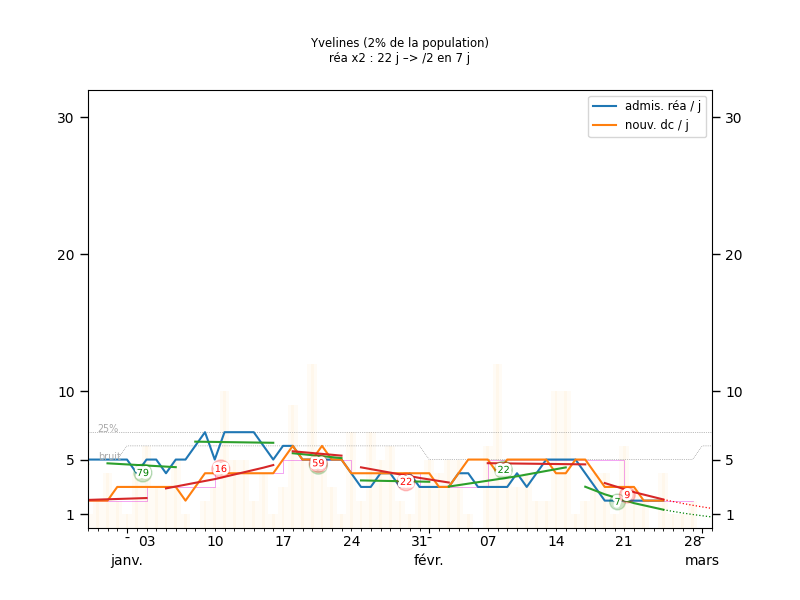 Yvelines (2% de la population)
réa x2 : 22 j –> /2 en 7 j
admis. réa / j
nouv. dc / j
30 30
20 20
10 10
25%
bruit
5 5
79 16 59 22 22 7 9
1 1
- 03 10 17 24 31- 07 14 21 28-
janv. févr. mars